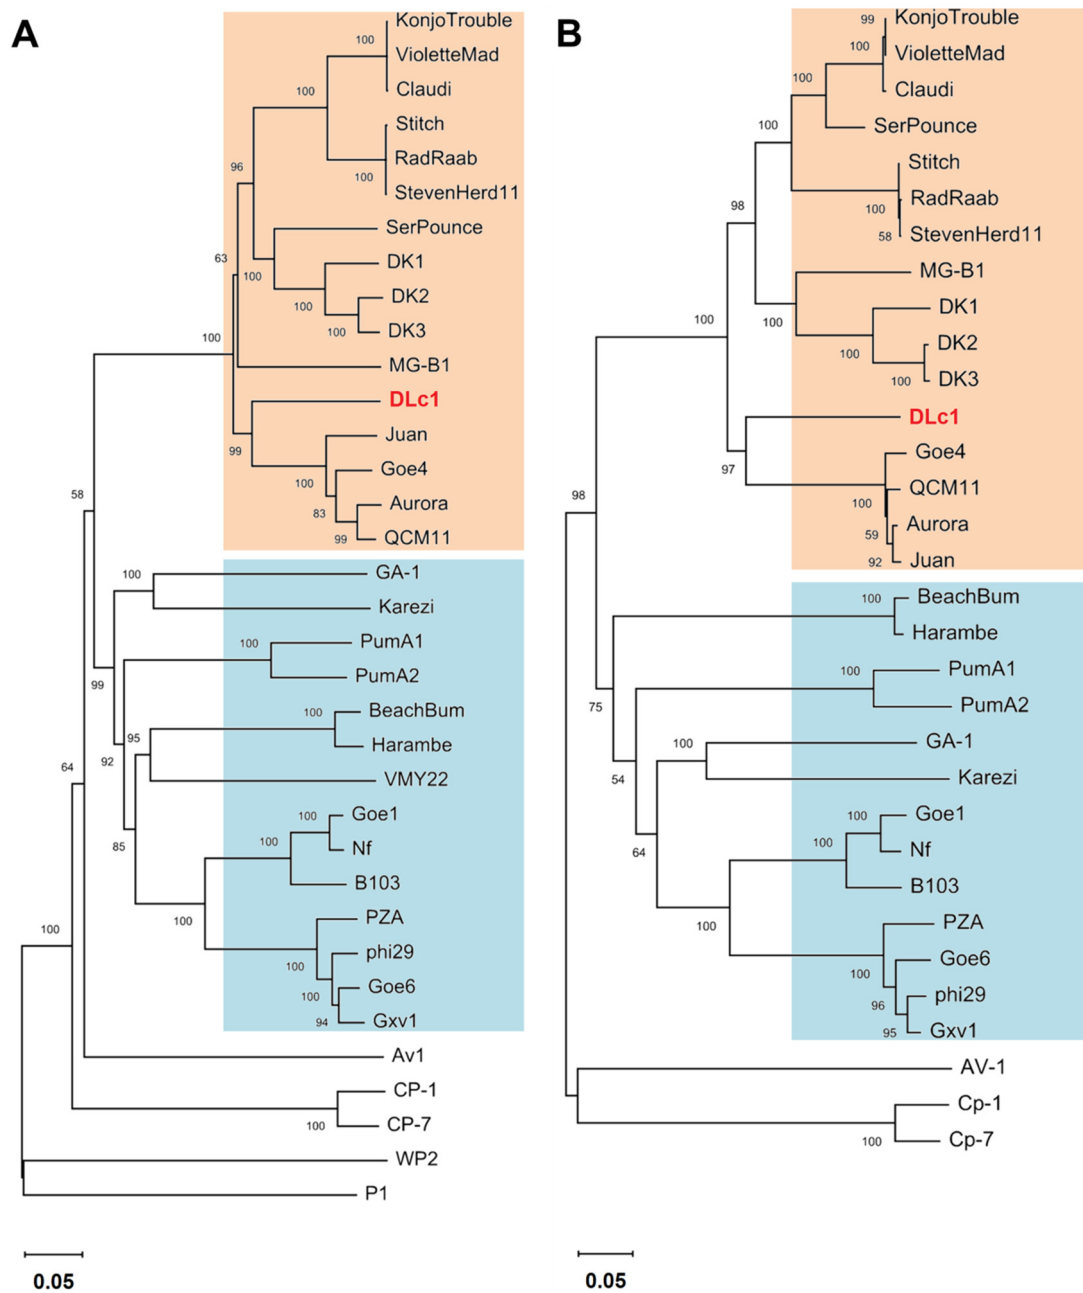 A
KonjoTrouble
100
VioletteMad
100
Claudi
Stitch
96
RadRaab
100
StevenHerd11
SerPounce
63
DK1
100
DK2
100
100
DK3
100
MG-B1
DLc1
99
Juan
100
Goe4
58
83
Aurora
99
QCM11
100
GA-1
Karezi
100
PumA1
99
PumA2
100
BeachBum
95
Harambe
64
92
VMY22
100
Goe1
85
100
Nf
B103
100
PZA
100
100
phi29
100
Goe6
94
Gxv1
Av1
CP-1
100
CP-7
WP2
P1
0.05
B
99
KonjoTrouble
100
VioletteMad
100
Claudi
100
SerPounce
Stitch
98
100
RadRaab
58
StevenHerd11
MG-B1
100
100
DK1
100
DK2
100
DK3
DLc1
97
Goe4
98
100
QCM11
59
Aurora
92
Juan
100
BeachBum
Harambe
100
PumA1
75
PumA2
100
GA-1
54
Karezi
100
Goe1
64
100
Nf
B103
100
PZA
100
Goe6
96
phi29
95
Gxv1
AV-1
Cp-1
100
Cp-7
0.05